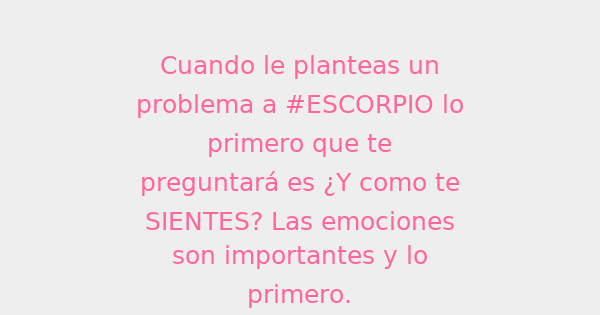 Cuando le planteas un
problema a #ESCORPIO lo
primero que te
preguntará es ¿Y como te
SIENTES? Las emociones
son importantes y lo
primero.